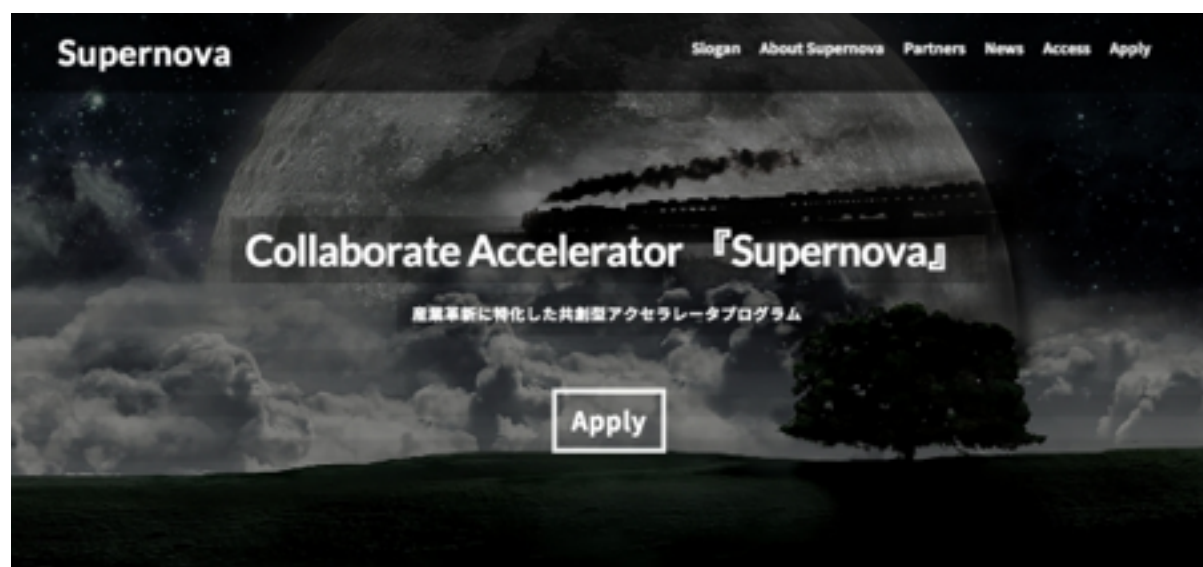 Supernova
Slogan About Supernova Partners News Access Apply
Collaborate Accelerator 『Supernova』
産業革新に特化した共創型アクセラレータプログラム
Apply